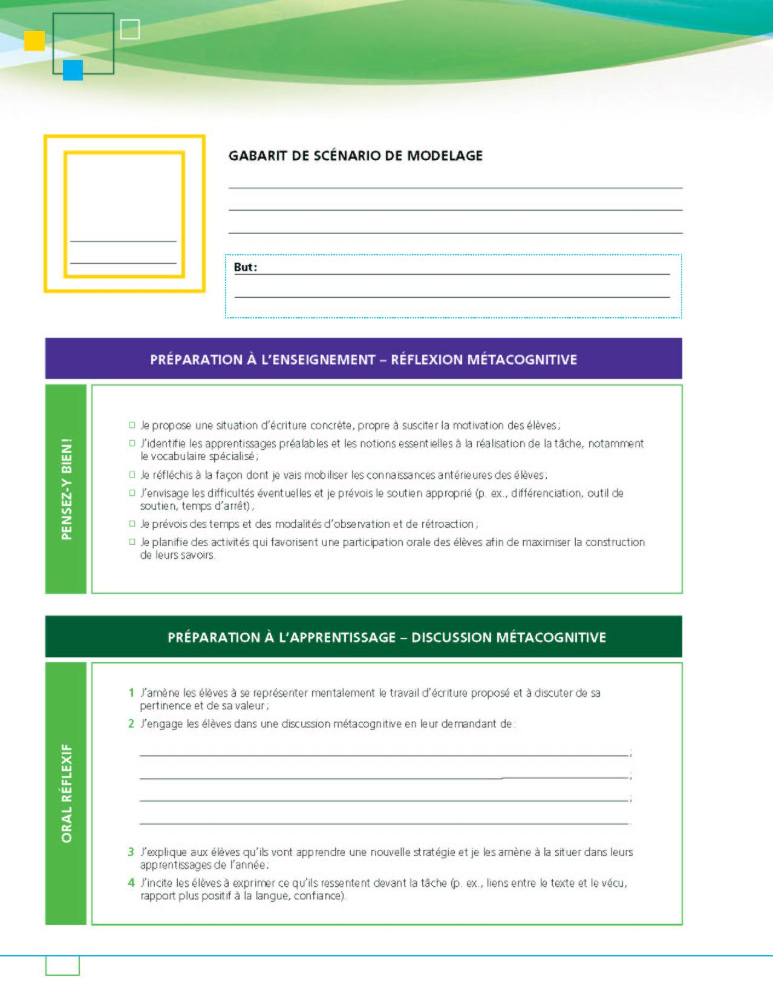 GABARIT DE SCÉNARIO DE MODELAGE
But :
PRÉPARATION À L’ENSEIGNEMENT – RÉFLEXION MÉTACOGNITIVE
PENSEZ-Y BIEN!
Je propose une situation d’écriture concrète, propre à susciter la motivation des élèves ;
J’identifie les apprentissages préalables et les notions essentielles à la réalisation de la tâche, notamment
le vocabulaire spécialisé ;
Je réfléchis à la façon dont je vais mobiliser les connaissances antérieures des élèves ;
J’envisage les difficultés éventuelles et je prévois le soutien approprié (p. ex., différenciation, outil de
soutien, temps d’arrêt) ;
Je prévois des temps et des modalités d’observation et de rétroaction ;
Je planifie des activités qui favorisent une participation orale des élèves afin de maximiser la construction
de leurs savoirs.
PRÉPARATION À L’APPRENTISSAGE – DISCUSSION MÉTACOGNITIVE
ORAL RÉFLEXIF
1 J’amène les élèves à se représenter mentalement le travail d’écriture proposé et à discuter de sa
pertinence et de sa valeur ;
2 J’engage les élèves dans une discussion métacognitive en leur demandant de :
;
;
;
.
3 J’explique aux élèves qu’ils vont apprendre une nouvelle stratégie et je les amène à la situer dans leurs
apprentissages de l’année ;
4 J’incite les élèves à exprimer ce qu’ils ressentent devant la tâche (p. ex., liens entre le texte et le vécu,
rapport plus positif à la langue, confiance).